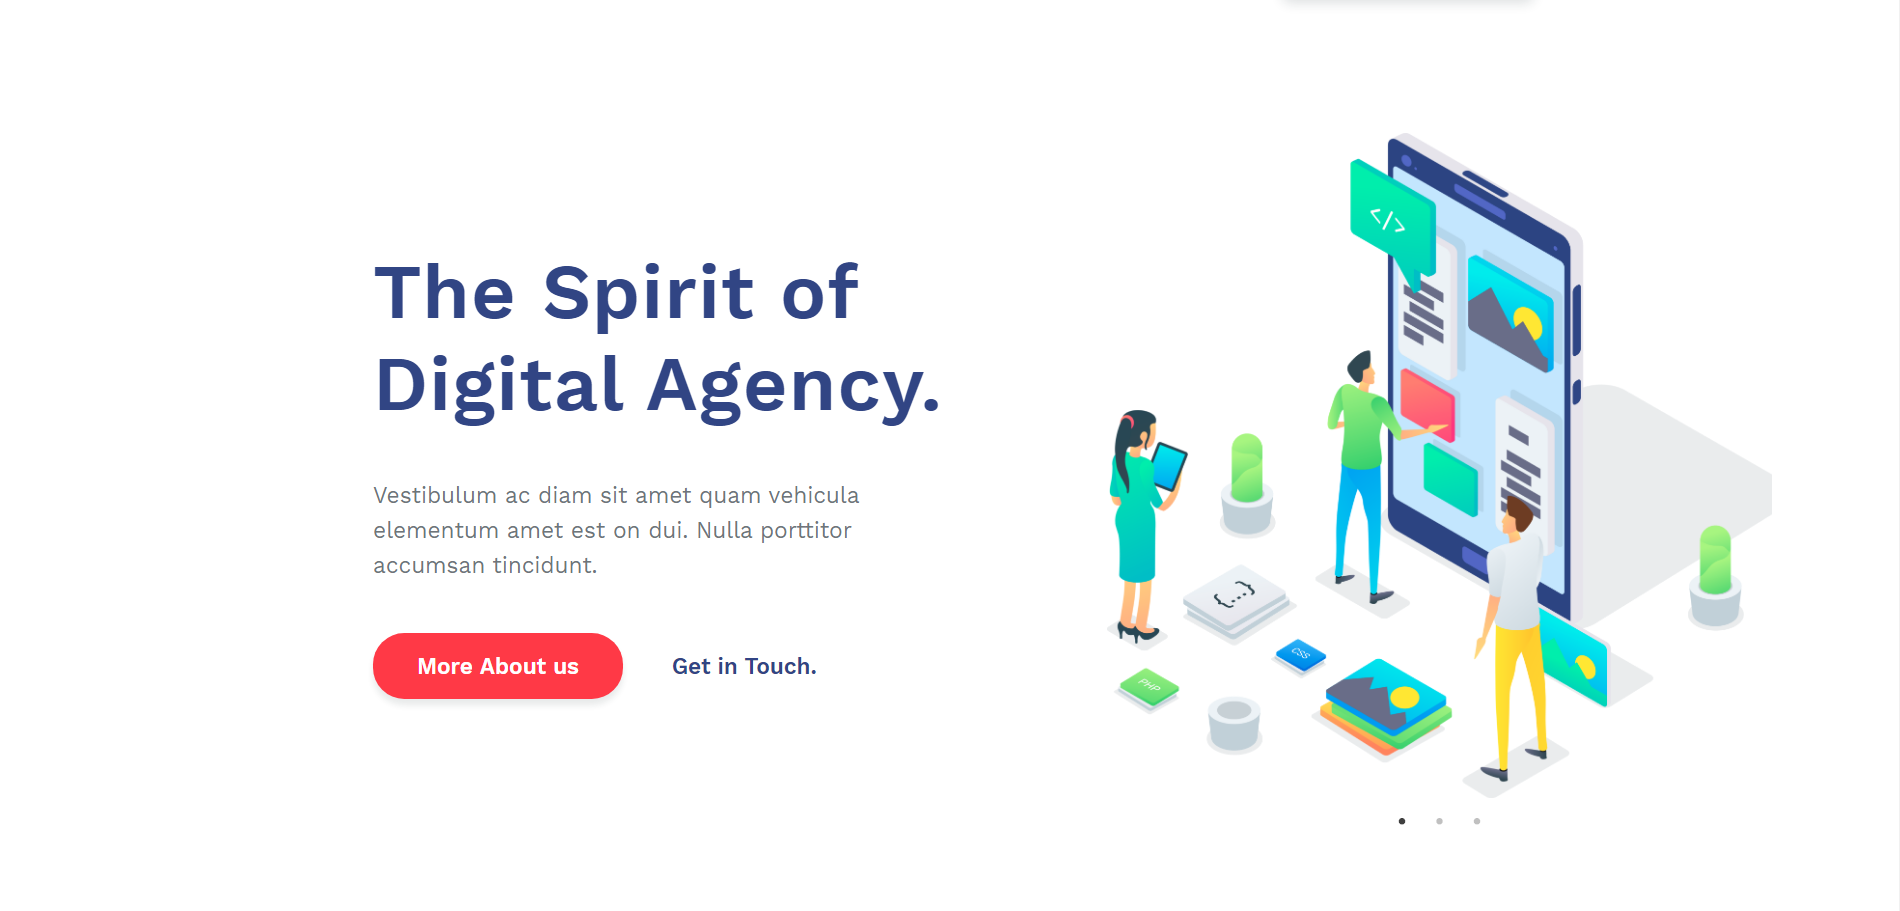 The Spirit of
Digital Agency.
Vestibulum ac diam sit amet quam vehicula
elementum amet est on dui. Nulla porttitor
accumsan tincidunt.
More About us
Get in Touch.
</>
{...}
CSS
PHP